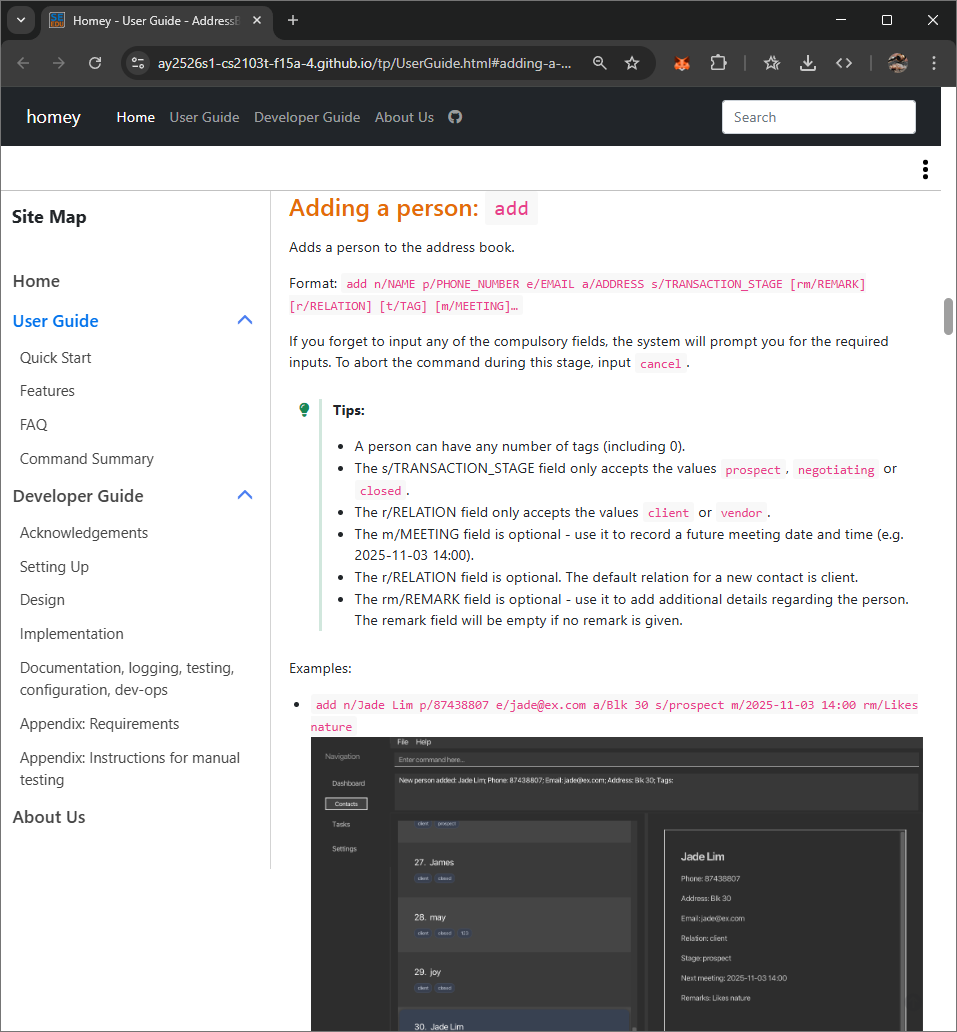 Homey - User Guide - AddressB
ay2526s1-cs2103t-f15a-4.github.io/tp/UserGuide.html#adding-a-...
homey
Home
User Guide
Developer Guide
About Us
Search
Site Map
Home
User Guide
Quick Start
Features
FAQ
Command Summary
Developer Guide
Acknowledgements
Setting Up
Design
Implementation
Documentation, logging, testing,
configuration, dev-ops
Appendix: Requirements
Appendix: Instructions for manual
testing
About Us
Adding a person: add
Adds a person to the address book.
Format: add n/NAME p/PHONE_NUMBER e/EMAIL a/ADDRESS s/TRANSACTION_STAGE [rm/REMARK]
[r/RELATION] [t/TAG] [m/MEETING]…
If you forget to input any of the compulsory fields, the system will prompt you for the required
inputs. To abort the command during this stage, input cancel.
Tips:
A person can have any number of tags (including 0).
The s/TRANSACTION_STAGE field only accepts the values prospect, negotiating or
closed.
The r/RELATION field only accepts the values client or vendor.
The m/MEETING field is optional - use it to record a future meeting date and time (e.g.
2025-11-03 14:00).
The r/RELATION field is optional. The default relation for a new contact is client.
The rm/REMARK field is optional - use it to add additional details regarding the person.
The remark field will be empty if no remark is given.
Examples:
add n/Jade Lim p/87438807 e/jade@ex.com a/Blk 30 s/prospect m/2025-11-03 14:00 rm/Likes
nature
File Help
Navigation
Enter command here...
Dashboard
New person added: Jade Lim; Phone: 87438807; Email: jade@ex.com; Address: Blk 30; Tags:
Contacts
Tasks
Settings
client prospect
27. James
client closed
28. may
client closed 123
29. joy
client closed
30. Jade Lim
Jade Lim
Phone: 87438807
Address: Blk 30
Email: jade@ex.com
Relation: client
Stage: prospect
Next meeting: 2025-11-03 14:00
Remarks: Likes nature